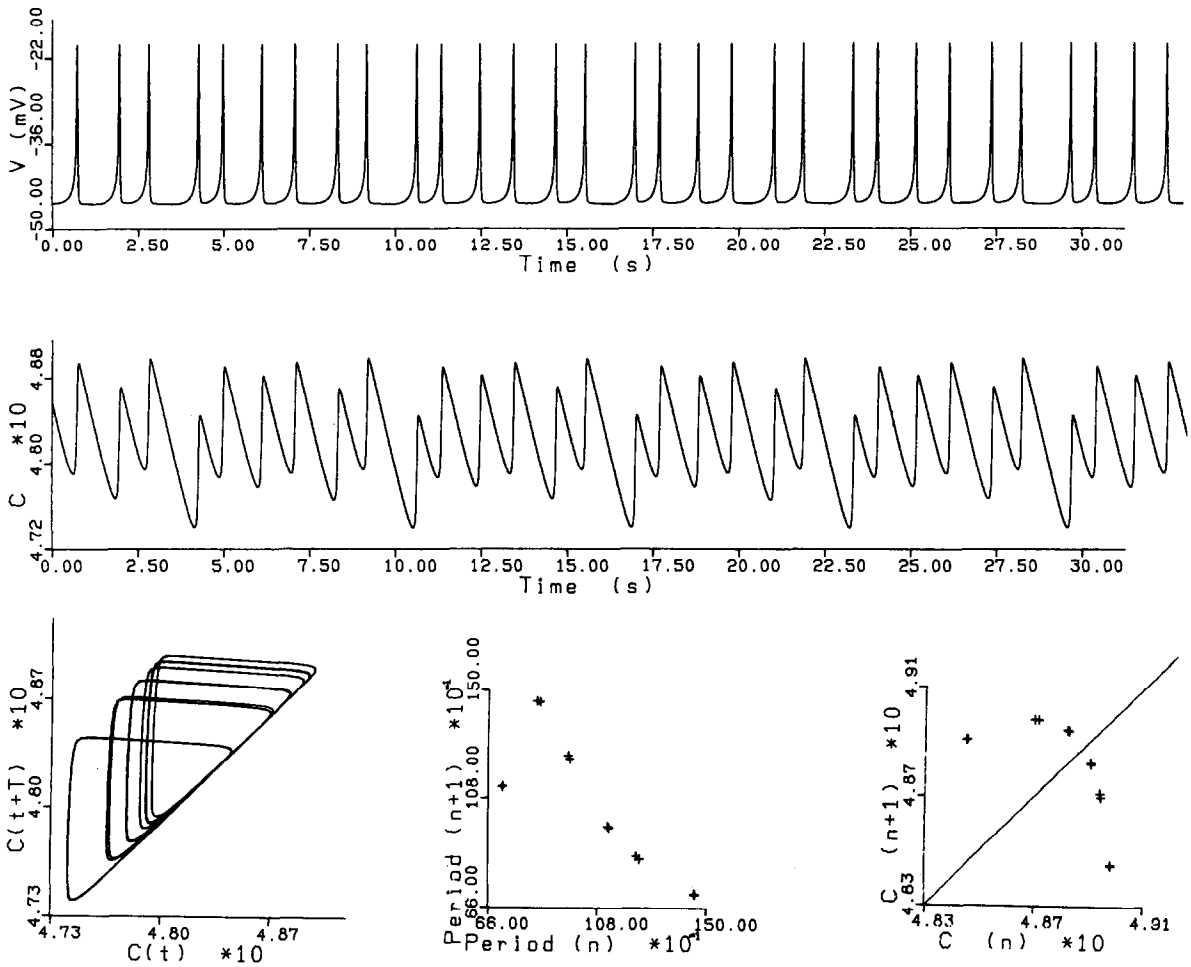 V (mV)
-50.00 -36.00 -22.00 -22.00
0.00 2.50 5.00 7.50 10.00 12.50 15.00 17.50 20.00 22.50 25.00 27.50 30.00
Time (s)
C *10
4.72 4.80 4.88
0.00 2.50 5.00 7.50 10.00 12.50 15.00 17.50 20.00 22.50 25.00 27.50 30.00
Time (s)
C(t+T) *10
4.73 4.80 4.87
4.73 4.80 4.87
C(t) *10
Period (n+1) *10⁻¹
66.00 108.00 150.00
66.00 108.00 150.00
Period (n) *10⁻¹
C (n+1) *10
4.83 4.87 4.91
4.83 4.87 4.91
C (n) *10